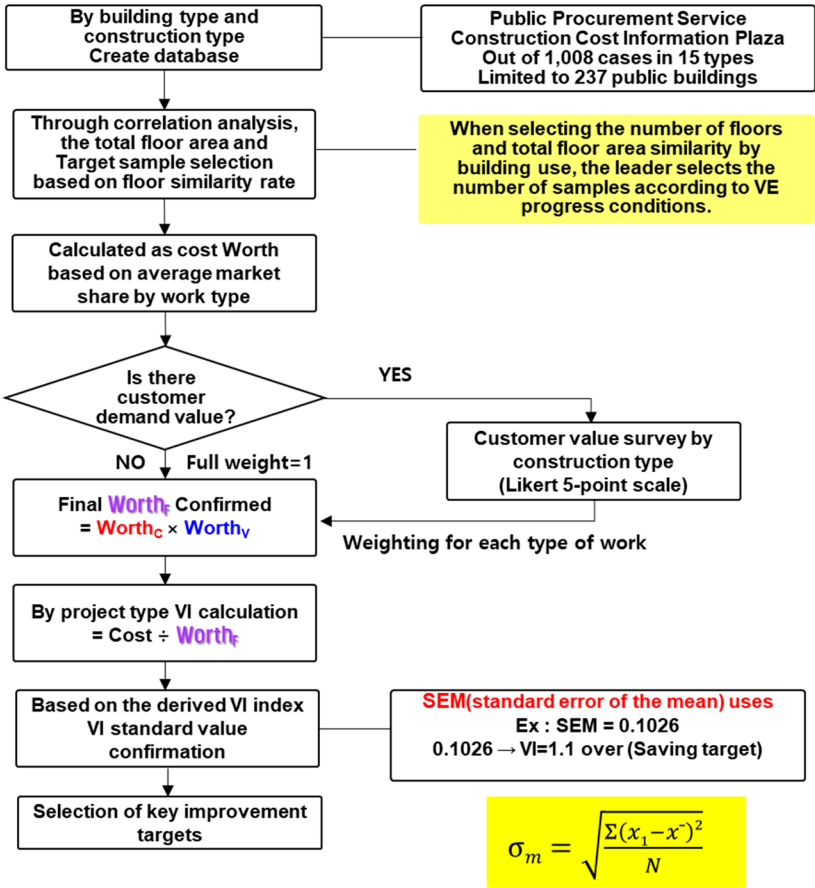 By building type and
construction type
Create database
Public Procurement Service
Construction Cost Information Plaza
Out of 1,008 cases in 15 types
Limited to 237 public buildings
Through correlation analysis,
the total floor area and
Target sample selection
based on floor similarity rate
When selecting the number of floors
and total floor area similarity by
building use, the leader selects the
number of samples according to VE
progress conditions.
Calculated as cost Worth
based on average market
share by work type
Is there
customer
demand value?
YES
Customer value survey by
construction type
(Likert 5-point scale)
NO Full weight=1
Final Worth_F Confirmed
= Worth_C × Worth_V
Weighting for each type of work
By project type VI calculation
= Cost ÷ Worth_F
Based on the derived VI index
VI standard value
confirmation
SEM(standard error of the mean) uses
Ex : SEM = 0.1026
0.1026 → VI=1.1 over (Saving target)
Selection of key improvement
targets
σ_m = √(Σ(x_1−x⁻)²/N)